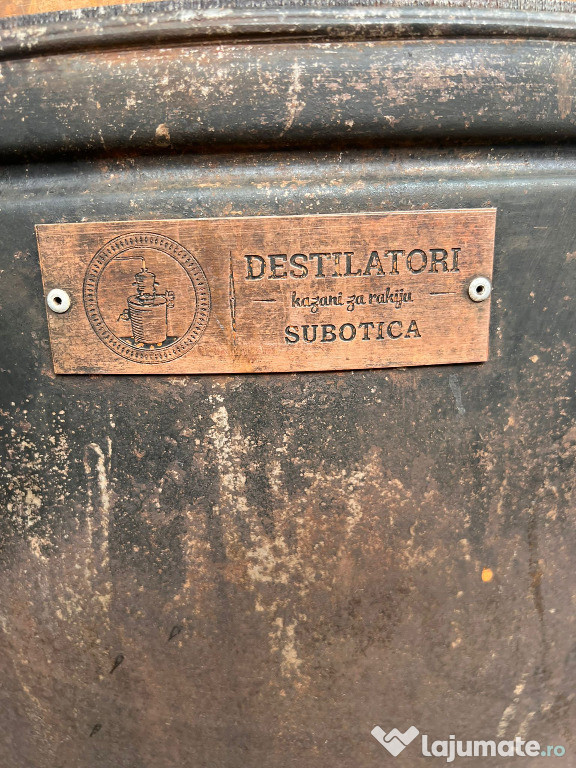 DESTILATORI
kazani za rakiju
SUBOTICA
lajumate.ro